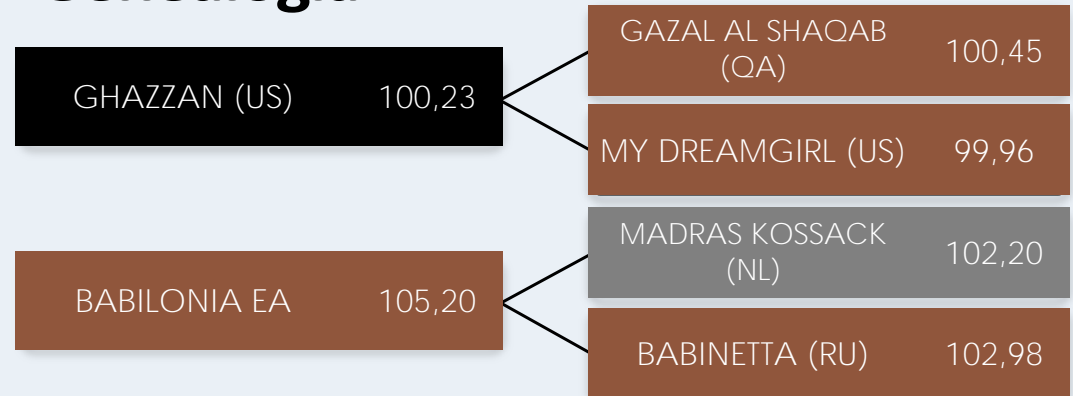 GHAZZAN (US) 100,23
GAZAL AL SHAQAB
(QA) 100,45
MY DREAMGIRL (US) 99,96
BABILONIA EA 105,20
MADRAS KOSSACK
(NL) 102,20
BABINETTA (RU) 102,98